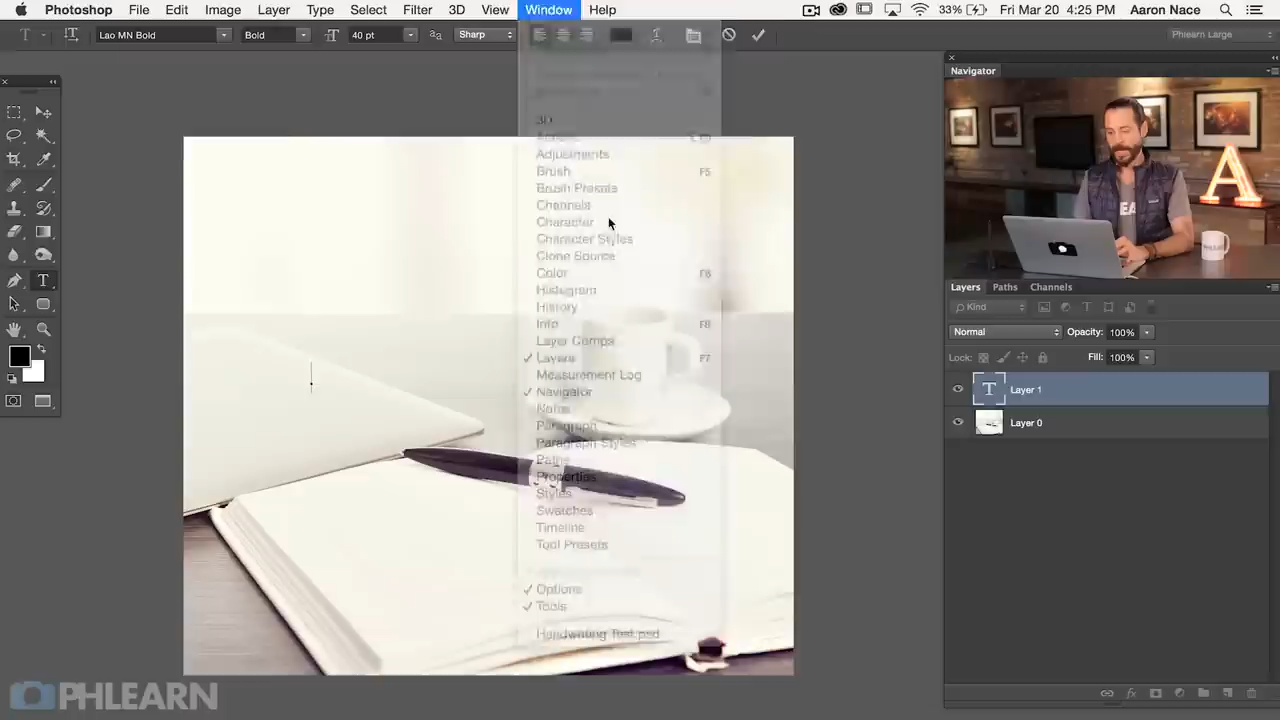 Photoshop File Edit Image Layer Type Select Filter 3D View Window Help 33% Fri Mar 20 4:25 PM Aaron Nace
T Lao MN Bold Bold 40 pt Sharp Phlearn Large
Navigator
3D
Adjustments
Brush F5
Brush Presets
Channels
Character
Character Styles
Clone Source
Color F6
Histogram
History
Info F8
Layer Comps
✓ Layers F7
Measurement Log
✓ Navigator
Notes
Paragraph
Paragraph Styles
Paths
Properties
Styles
Swatches
Timeline
Tool Presets
✓ Options
✓ Tools
Handwriting Text.psd
A
Layers Paths Channels
Kind
Normal Opacity: 100%
Lock: Fill: 100%
T Layer 1
Layer 0
PHLEARN